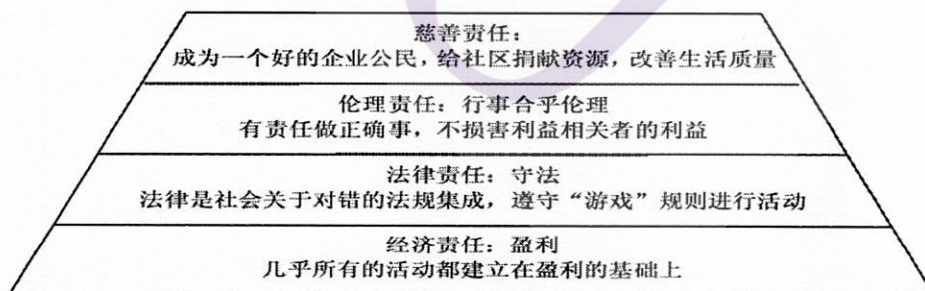 慈善责任：
成为一个好的企业公民，给社区捐献资源，改善生活质量
伦理责任：行事合乎伦理
有责任做正确事，不损害利益相关者的利益
法律责任：守法
法律是社会关于对错的法规集成，遵守“游戏”规则进行活动
经济责任：盈利
几乎所有的活动都建立在盈利的基础上